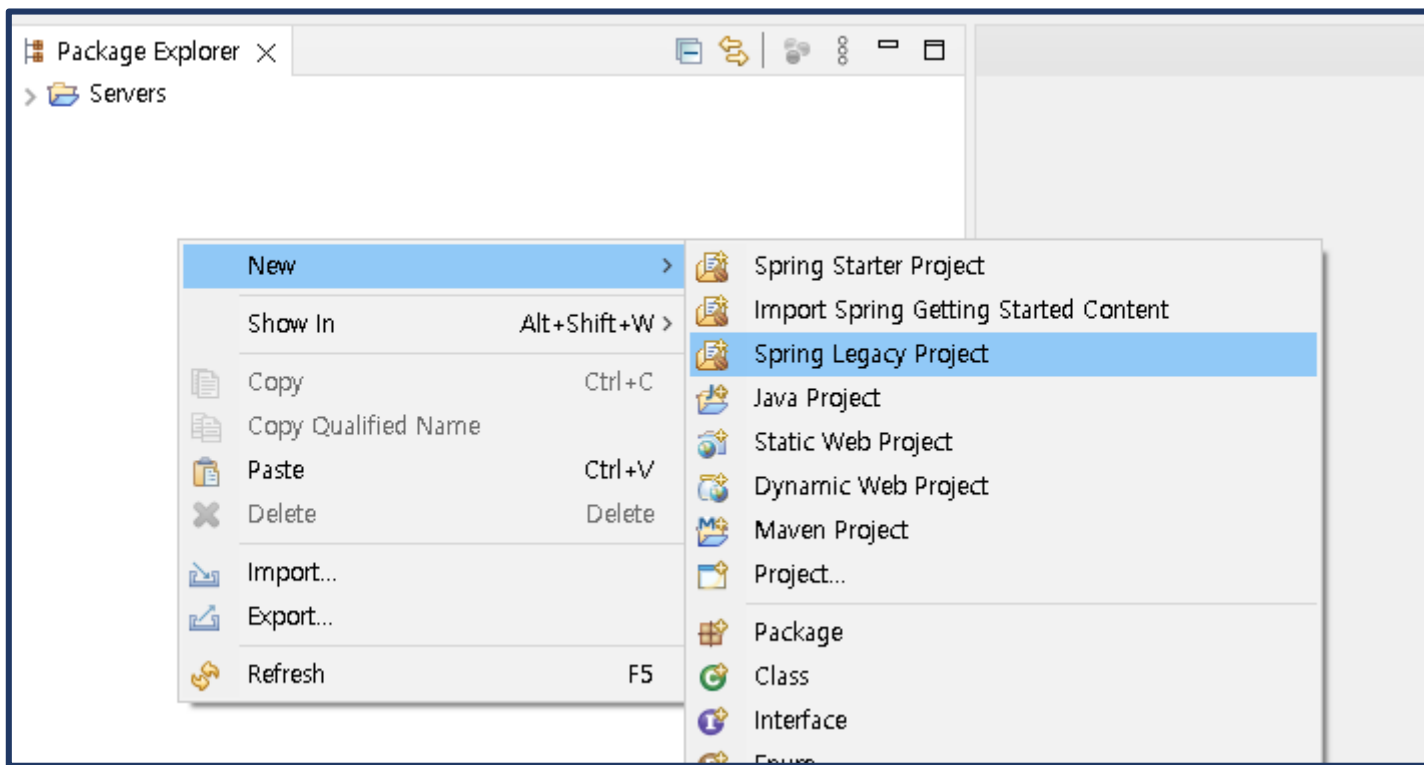 Package Explorer
Servers
New
Show In Alt+Shift+W
Copy Ctrl+C
Copy Qualified Name
Paste Ctrl+V
Delete Delete
Import...
Export...
Refresh F5
Spring Starter Project
Import Spring Getting Started Content
Spring Legacy Project
Java Project
Static Web Project
Dynamic Web Project
Maven Project
Project...
Package
Class
Interface